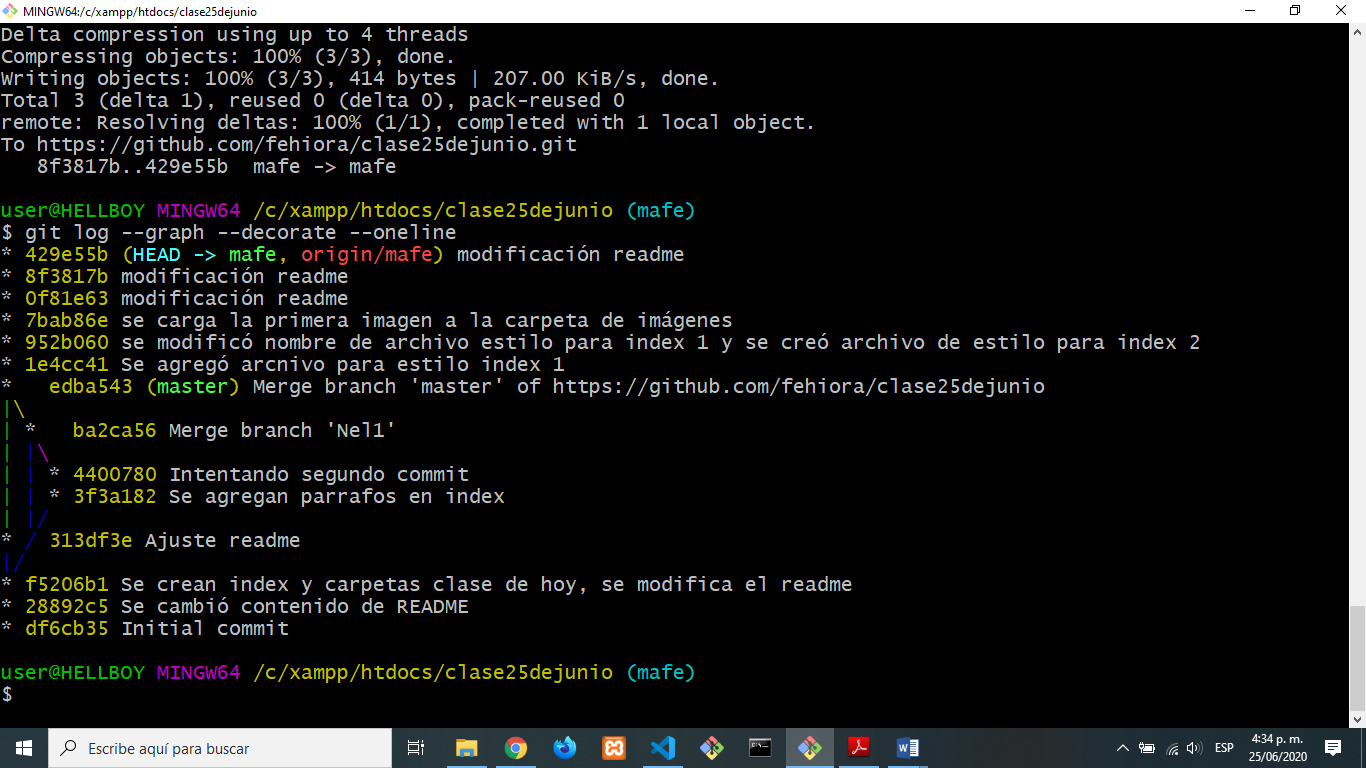 MINGW64:/c/xampp/htdocs/clase25dejunio
Delta compression using up to 4 threads
Compressing objects: 100% (3/3), done.
Writing objects: 100% (3/3), 414 bytes | 207.00 KiB/s, done.
Total 3 (delta 1), reused 0 (delta 0), pack-reused 0
remote: Resolving deltas: 100% (1/1), completed with 1 local object.
To https://github.com/fehiora/clase25dejunio.git
   8f3817b..429e55b  mafe -> mafe
user@HELLBOY MINGW64 /c/xampp/htdocs/clase25dejunio (mafe)
$ git log --graph --decorate --oneline
* 429e55b (HEAD -> mafe, origin/mafe) modificación readme
* 8f3817b modificación readme
* 0f81e63 modificación readme
* 7bab86e se carga la primera imagen a la carpeta de imágenes
* 952b060 se modificó nombre de archivo estilo para index 1 y se creó archivo de estilo para index 2
* 1e4cc41 Se agregó arcnivo para estilo index 1
*   edba543 (master) Merge branch 'master' of https://github.com/fehiora/clase25dejunio
|\
| *   ba2ca56 Merge branch 'Nel1'
| |\
| | * 4400780 Intentando segundo commit
| | * 3f3a182 Se agregan parrafos en index
| |/
* / 313df3e Ajuste readme
|/
* f5206b1 Se crean index y carpetas clase de hoy, se modifica el readme
* 28892c5 Se cambió contenido de README
* df6cb35 Initial commit
user@HELLBOY MINGW64 /c/xampp/htdocs/clase25dejunio (mafe)
$
Escribe aquí para buscar
ESP
4:34 p. m.
25/06/2020